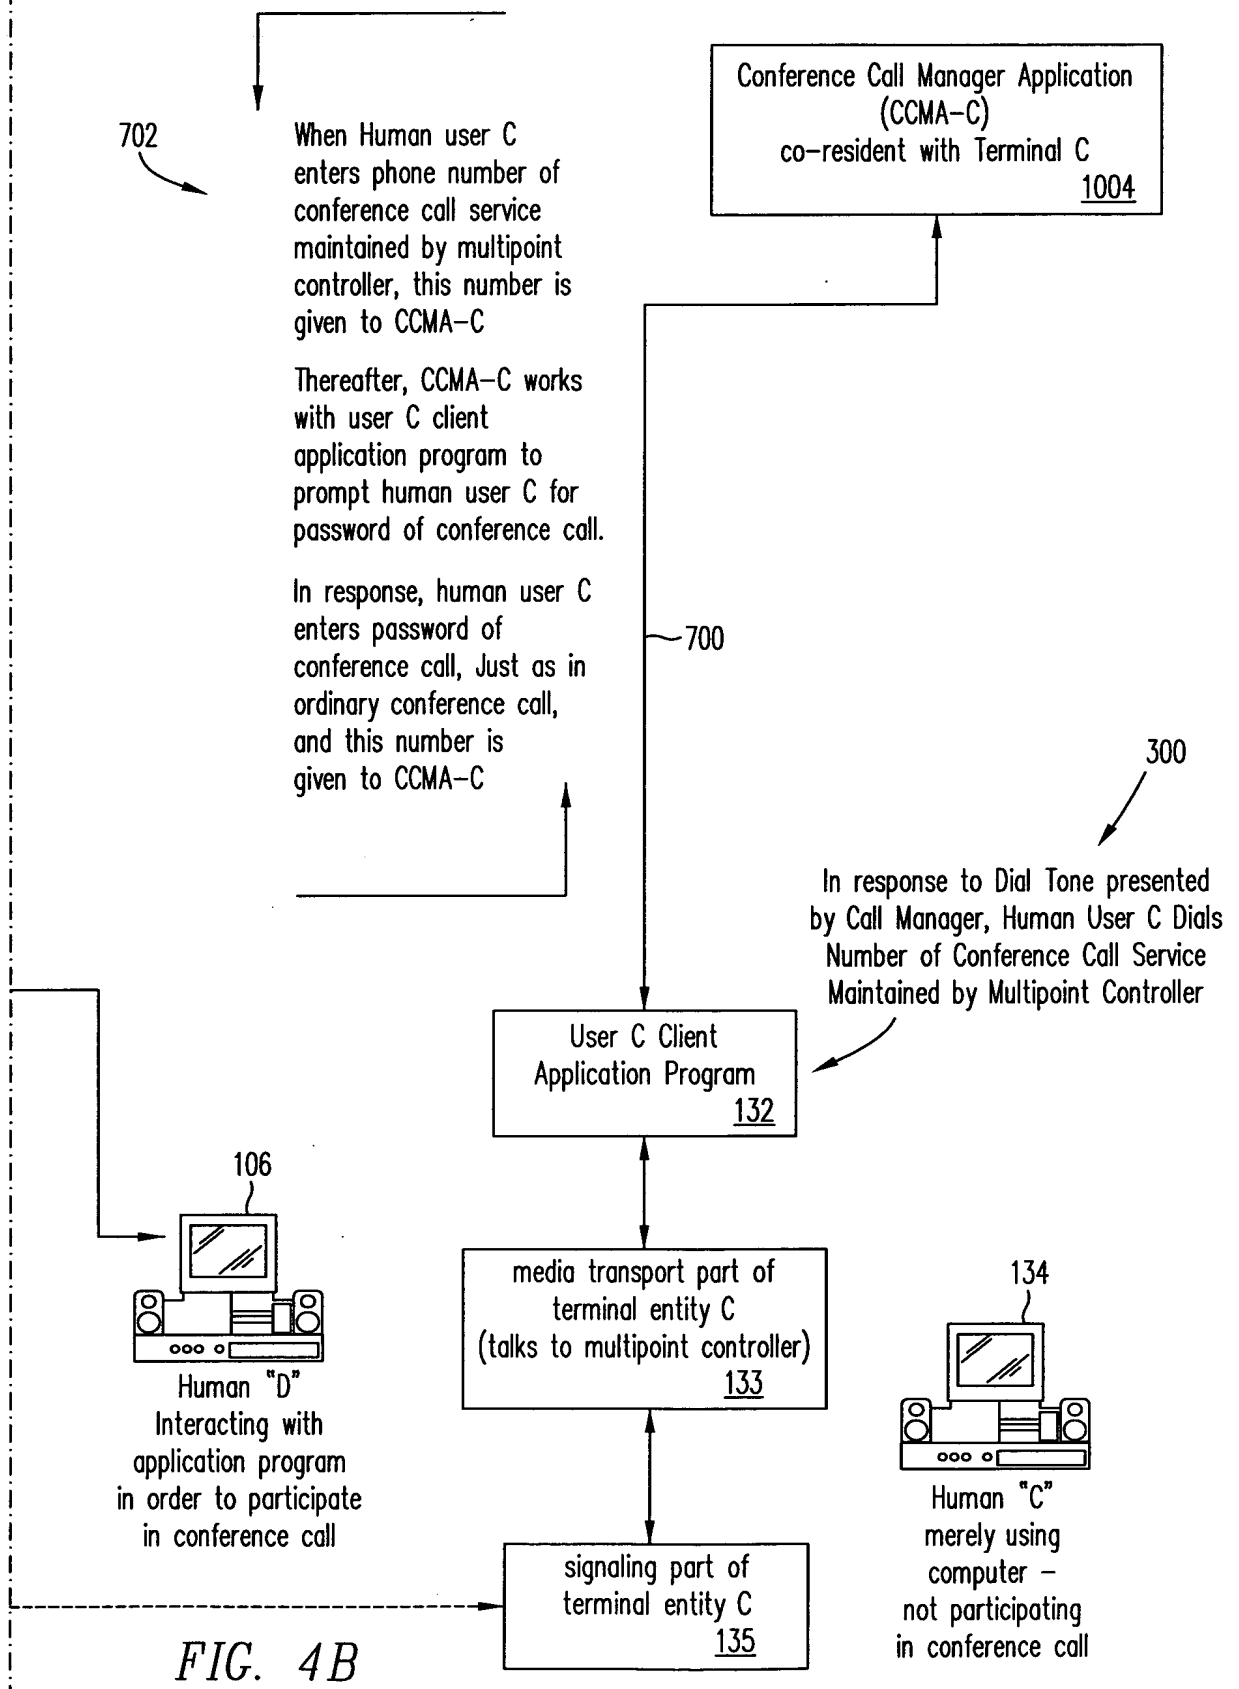 Conference Call Manager Application
(CCMA-C)
co-resident with Terminal C
1004
702
When Human user C
enters phone number of
conference call service
maintained by multipoint
controller, this number is
given to CCMA-C
Thereafter, CCMA-C works
with user C client
application program to
prompt human user C for
password of conference call.
In response, human user C
enters password of
conference call, Just as in
ordinary conference call,
and this number is
given to CCMA-C
700
300
In response to Dial Tone presented
by Call Manager, Human User C Dials
Number of Conference Call Service
Maintained by Multipoint Controller
User C Client
Application Program
132
106
Human "D"
Interacting with
application program
in order to participate
in conference call
media transport part of
terminal entity C
(talks to multipoint controller)
133
134
Human "C"
merely using
computer -
not participating
in conference call
signaling part of
terminal entity C
135
FIG. 4B